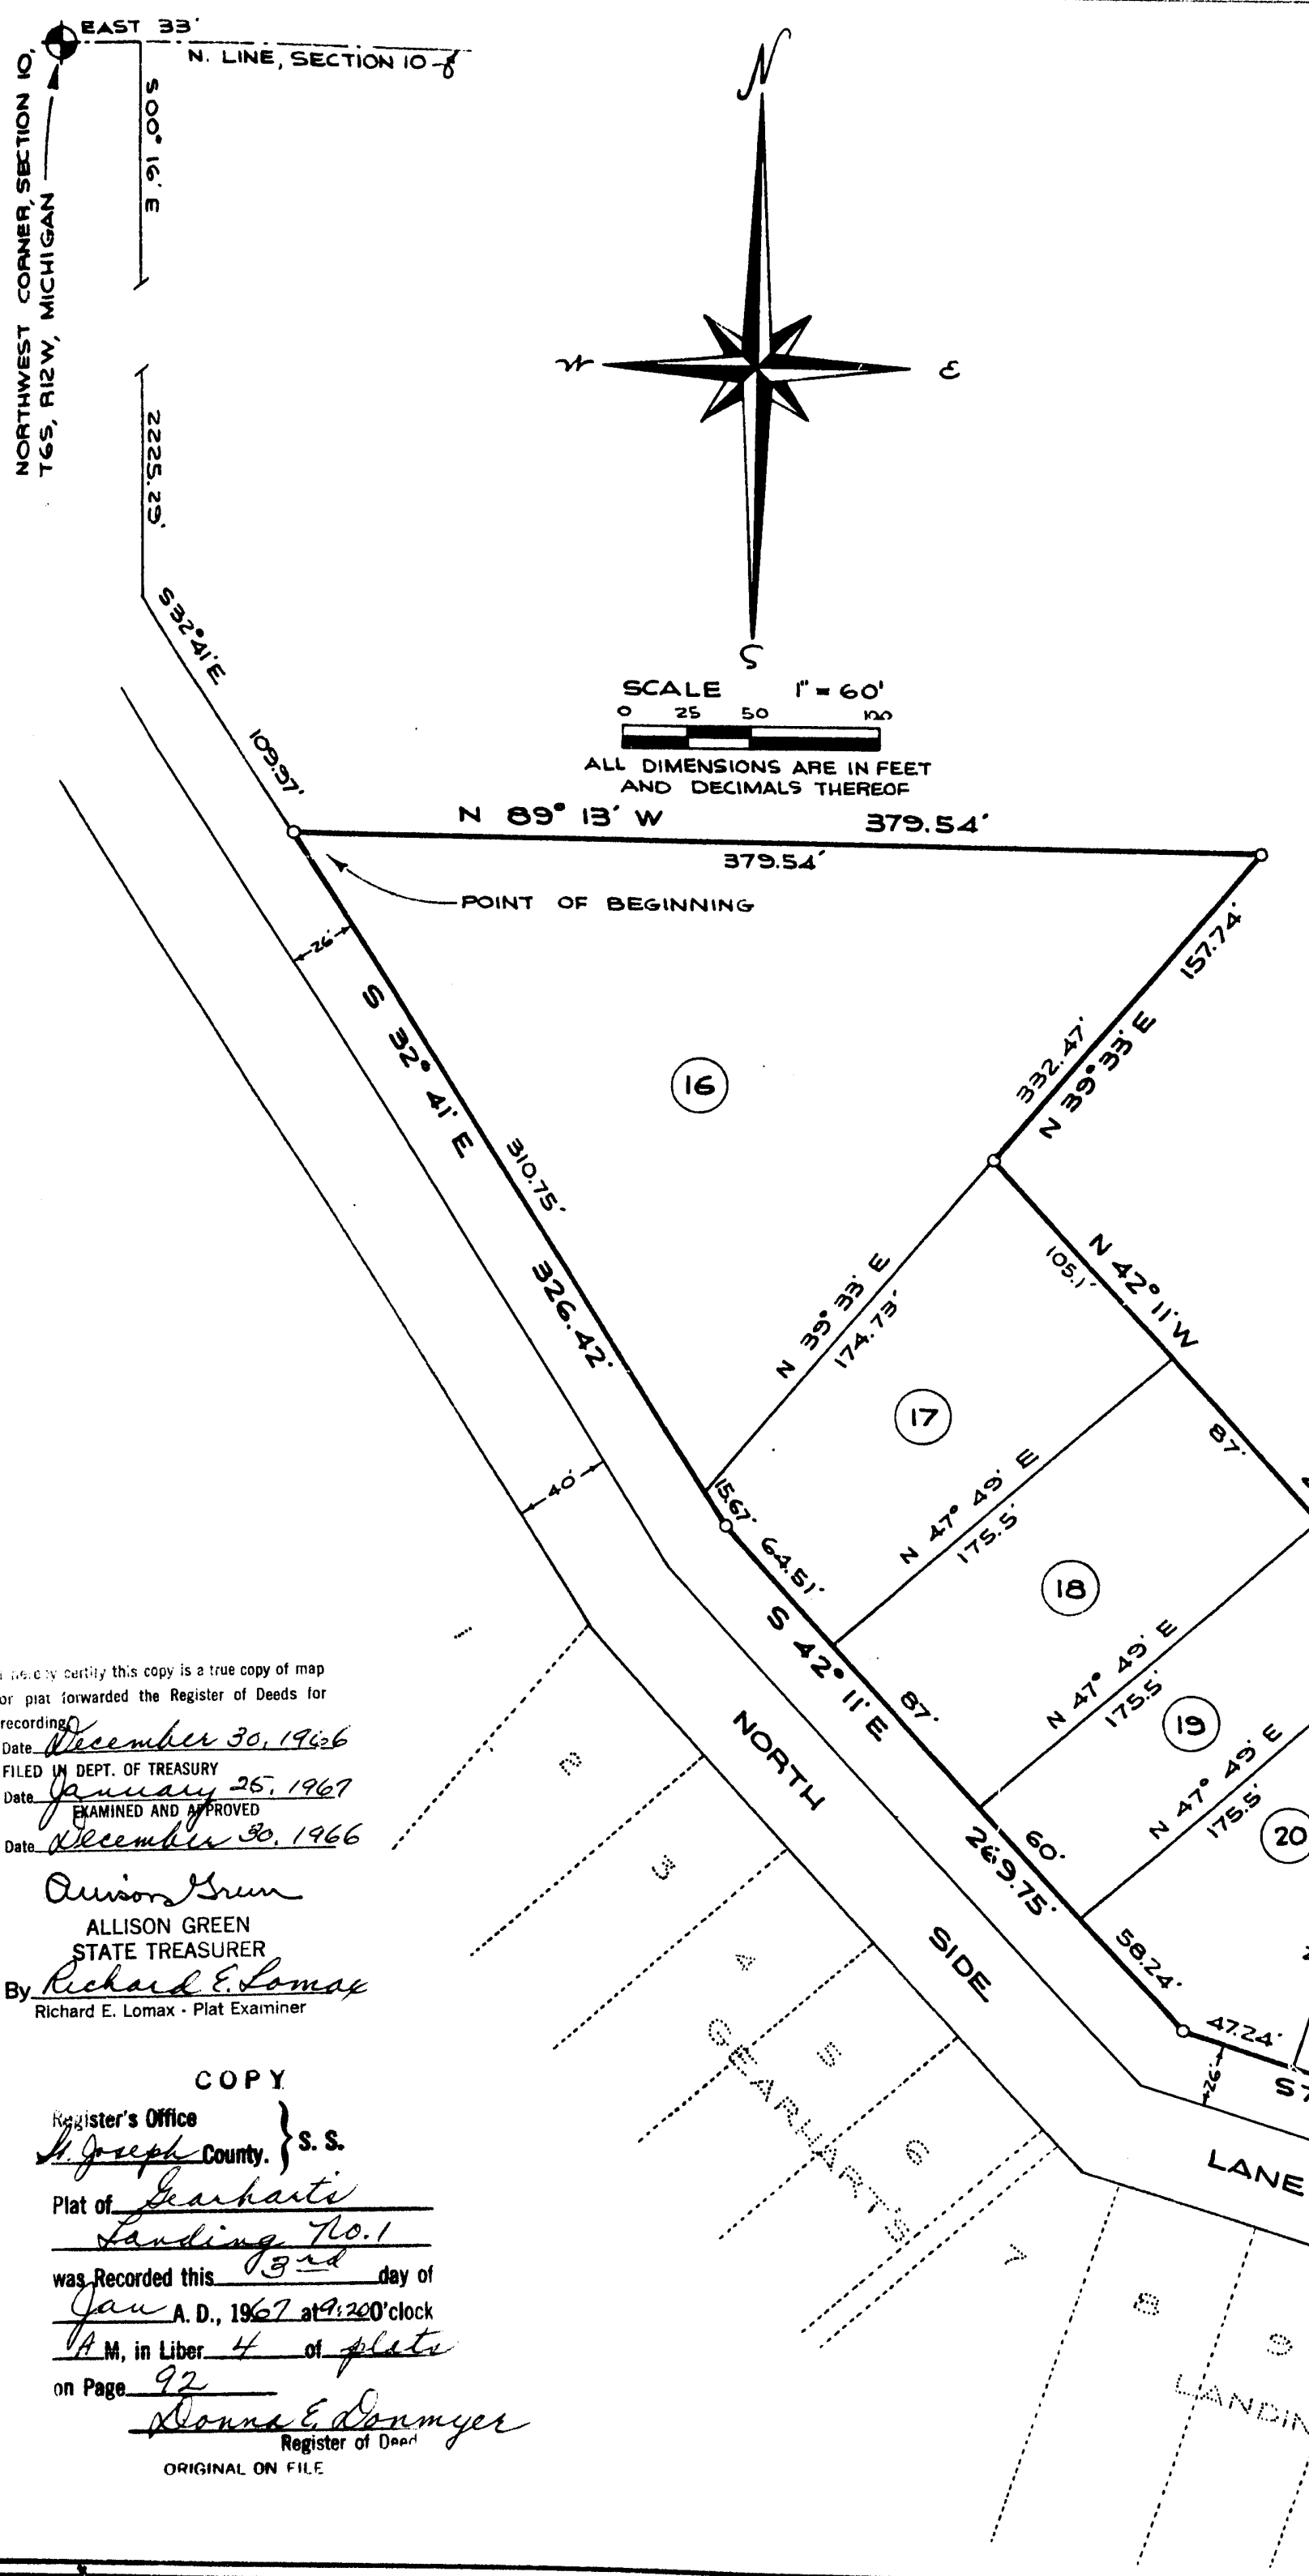 EAST 33'
N. LINE, SECTION 10
NORTHWEST CORNER, SECTION 10,
T6S, R12W, MICHIGAN
S 00° 16' E
2225.29'
N
W
E
S
SCALE 1" = 60'
0 25 50 100
ALL DIMENSIONS ARE IN FEET
AND DECIMALS THEREOF
S 32° 41' E
109.97'
N 89° 13' W 379.54'
379.54'
POINT OF BEGINNING
26'
S 32° 41' E
310.75'
326.42'
16
157.74'
332.47'
N 39° 33' E
N 39° 33' E
174.73'
N 42° 11' W
105.1'
87'
17
N 47° 49' E
175.5'
15.67'
64.51'
40'
18
S 42° 11' E
87'
N 47° 49' E
175.5'
19
N 47° 49' E
175.5'
20
60'
269.75'
58.24'
47.24'
26'
S 7
NORTH
SIDE
LANE
1
2
3
4
5
6
7
8
9
GEARHART'S
LANDIN
I hereby certify this copy is a true copy of map
or plat forwarded the Register of Deeds for
recording
Date December 30, 1966
FILED IN DEPT. OF TREASURY
Date January 25, 1967
EXAMINED AND APPROVED
Date December 30, 1966
Allison Green
ALLISON GREEN
STATE TREASURER
By Richard E. Lomax
Richard E. Lomax - Plat Examiner
COPY
Register's Office
St. Joseph County. } S. S.
Plat of Gearharts
Landing No. 1
was Recorded this 3rd day of
Jan A. D., 1967 at 9:20 O'clock
A M, in Liber 4 of plats
on Page 92
Donna E. Donmyer
Register of Deed
ORIGINAL ON FILE